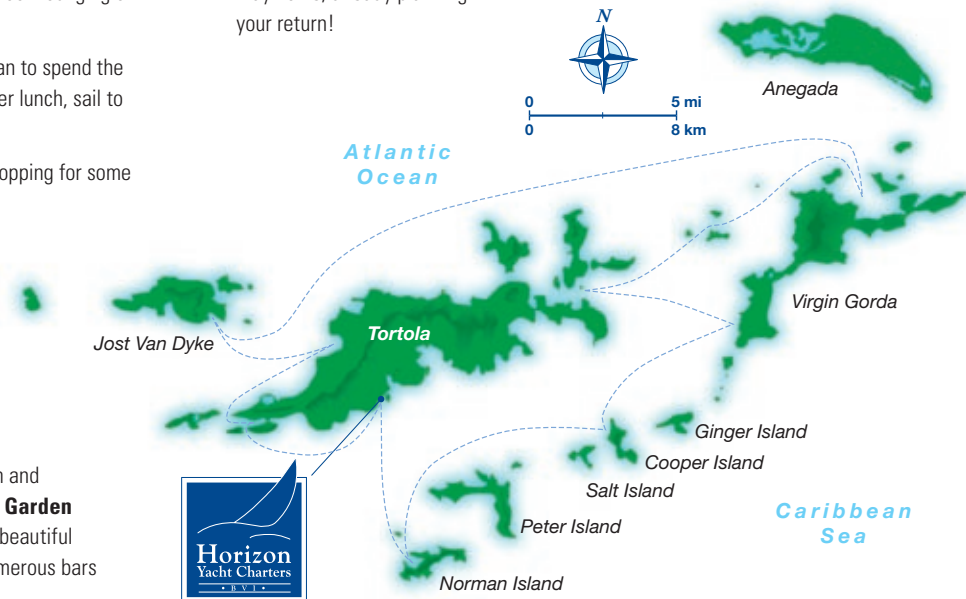 your return!
an to spend the
er lunch, sail to
opping for some
N
0 5 mi
0 8 km
Anegada
Atlantic
Ocean
Virgin Gorda
Jost Van Dyke
Tortola
Ginger Island
Cooper Island
Salt Island
Caribbean
Sea
Peter Island
Norman Island
and
Garden
beautiful
merous bars
Horizon
Yacht Charters
• B V I •